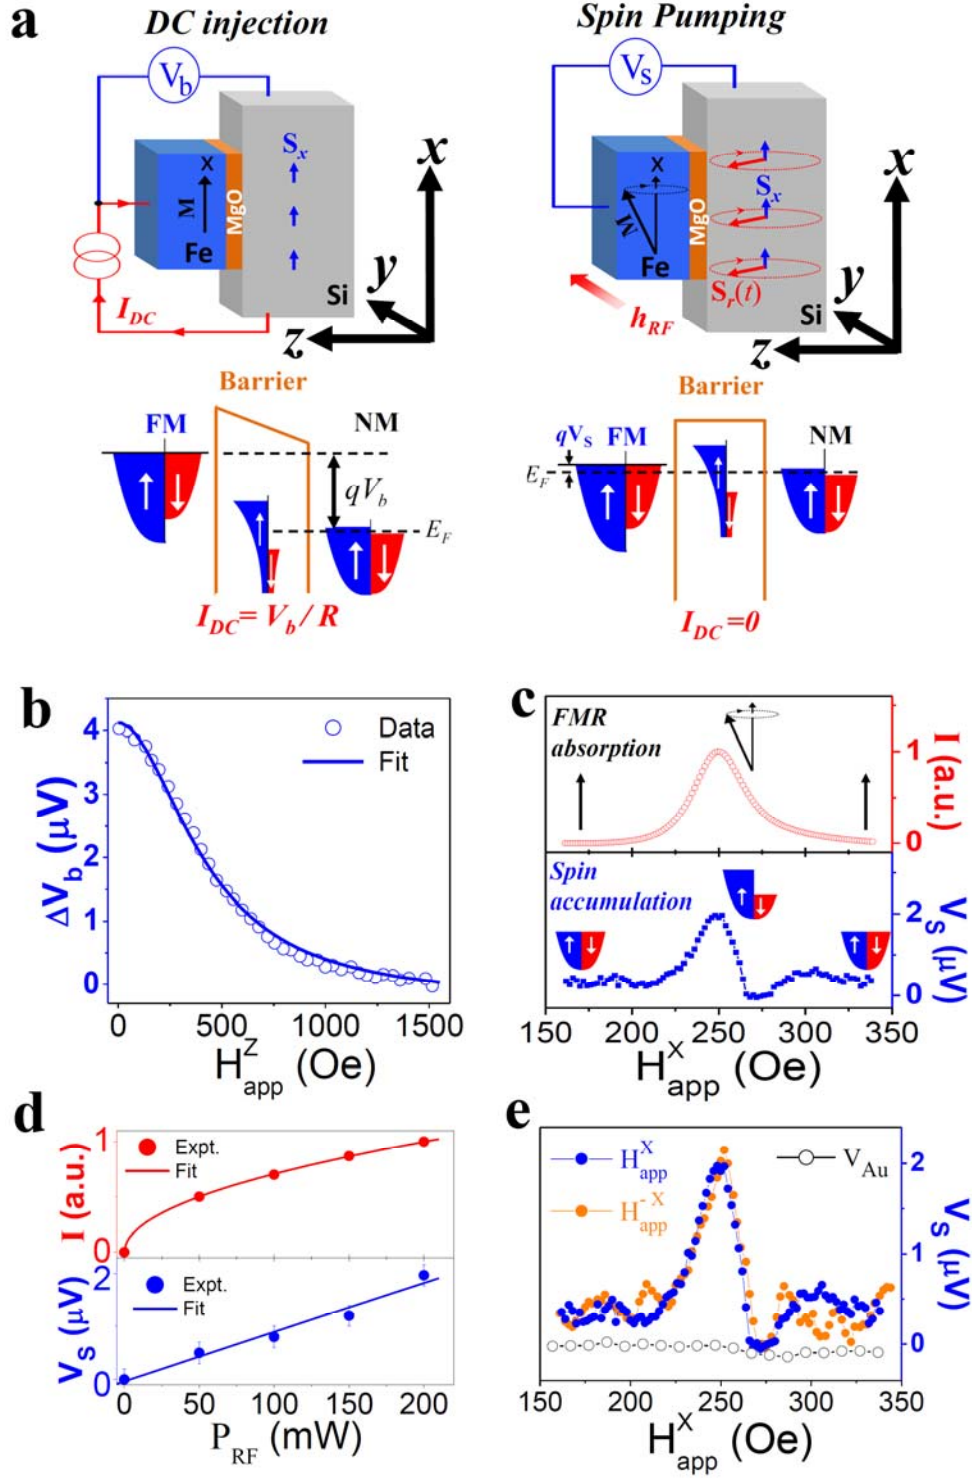 a
DC injection
Spin Pumping
V_b
V_s
S_x
x
X
M
MgO
Fe
Si
y
z
I_DC
X
M
MgO
Fe
S_x
S_r(t)
h_RF
Si
x
y
z
Barrier
FM
NM
qV_b
E_F
I_DC = V_b / R
Barrier
qV_S
FM
NM
E_F
I_DC =0
b
Data
Fit
ΔV_b (μV)
4
3
2
1
0
0 500 1000 1500
H^Z_app (Oe)
c
FMR
absorption
I (a.u.)
1
0
Spin
accumulation
V_S (μV)
2
0
150 200 250 300 350
H^X_app (Oe)
d
I (a.u.)
1
0
Expt.
Fit
V_S (μV)
2
0
Expt.
Fit
0 50 100 150 200
P_RF (mW)
e
H^X_app
H^-X_app
V_Au
V_S (μV)
2
1
0
150 200 250 300 350
H^X_app (Oe)